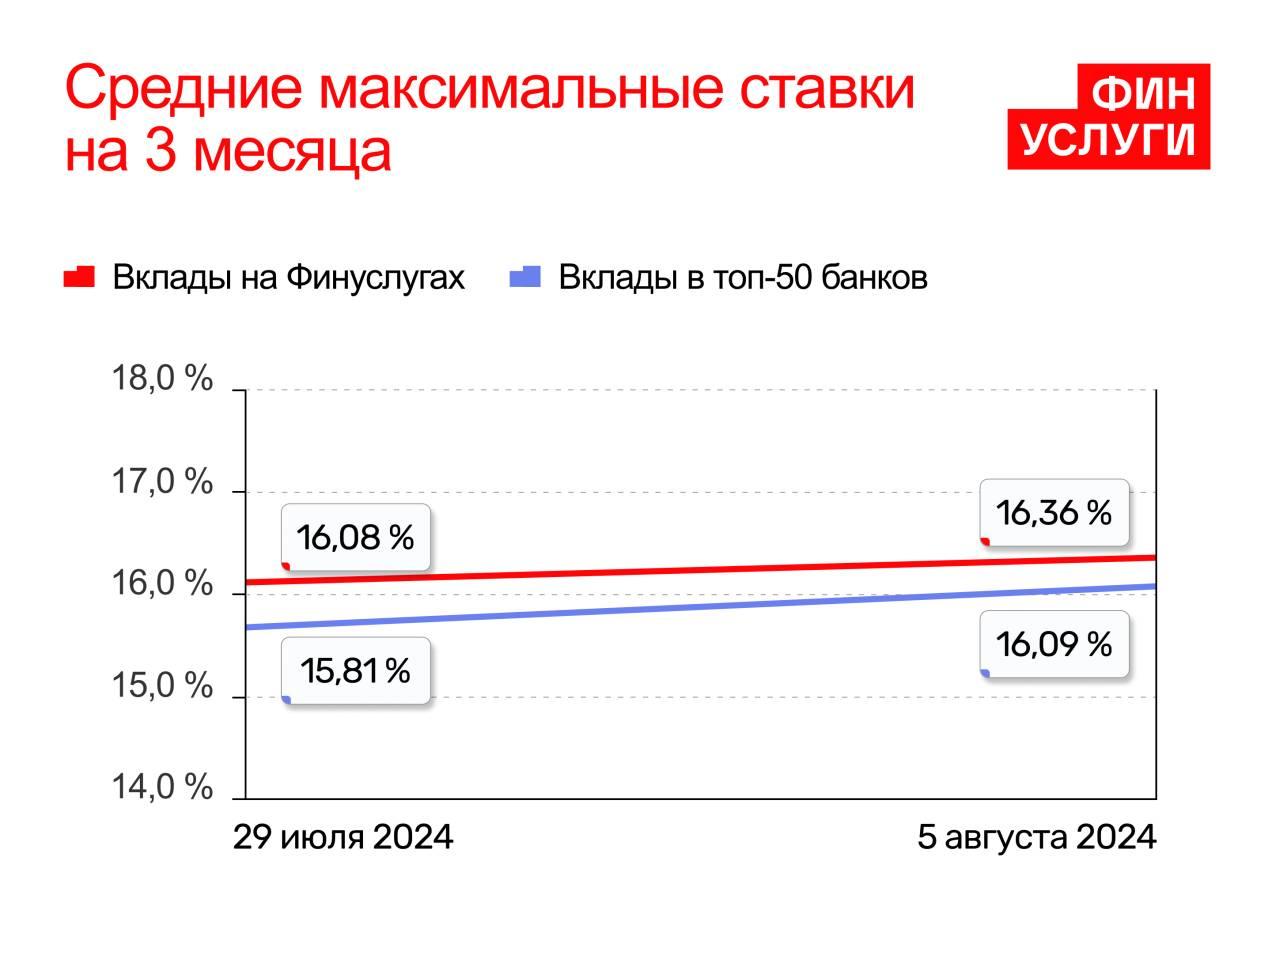 Средние максимальные ставки
на 3 месяца
ФИН
УСЛУГИ
Вклады на Финуслугах
Вклады в топ-50 банков
18,0 %
17,0 %
16,0 %
15,0 %
14,0 %
16,08 %
16,36 %
15,81 %
16,09 %
29 июля 2024
5 августа 2024